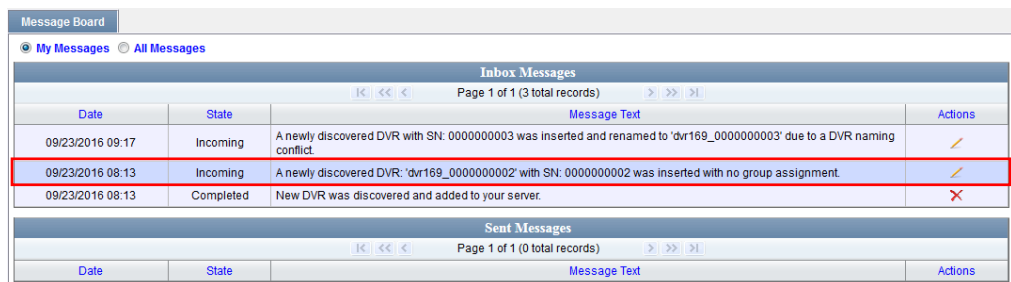 Message Board
My Messages All Messages
Inbox Messages
|< << < Page 1 of 1 (3 total records) > >> >|
Date State Message Text Actions
09/23/2016 09:17 Incoming A newly discovered DVR with SN: 0000000003 was inserted and renamed to 'dvr169_0000000003' due to a DVR naming
conflict.
09/23/2016 08:13 Incoming A newly discovered DVR: 'dvr169_0000000002' with SN: 0000000002 was inserted with no group assignment.
09/23/2016 08:13 Completed New DVR was discovered and added to your server.
Sent Messages
|< << < Page 1 of 1 (0 total records) > >> >|
Date State Message Text Actions